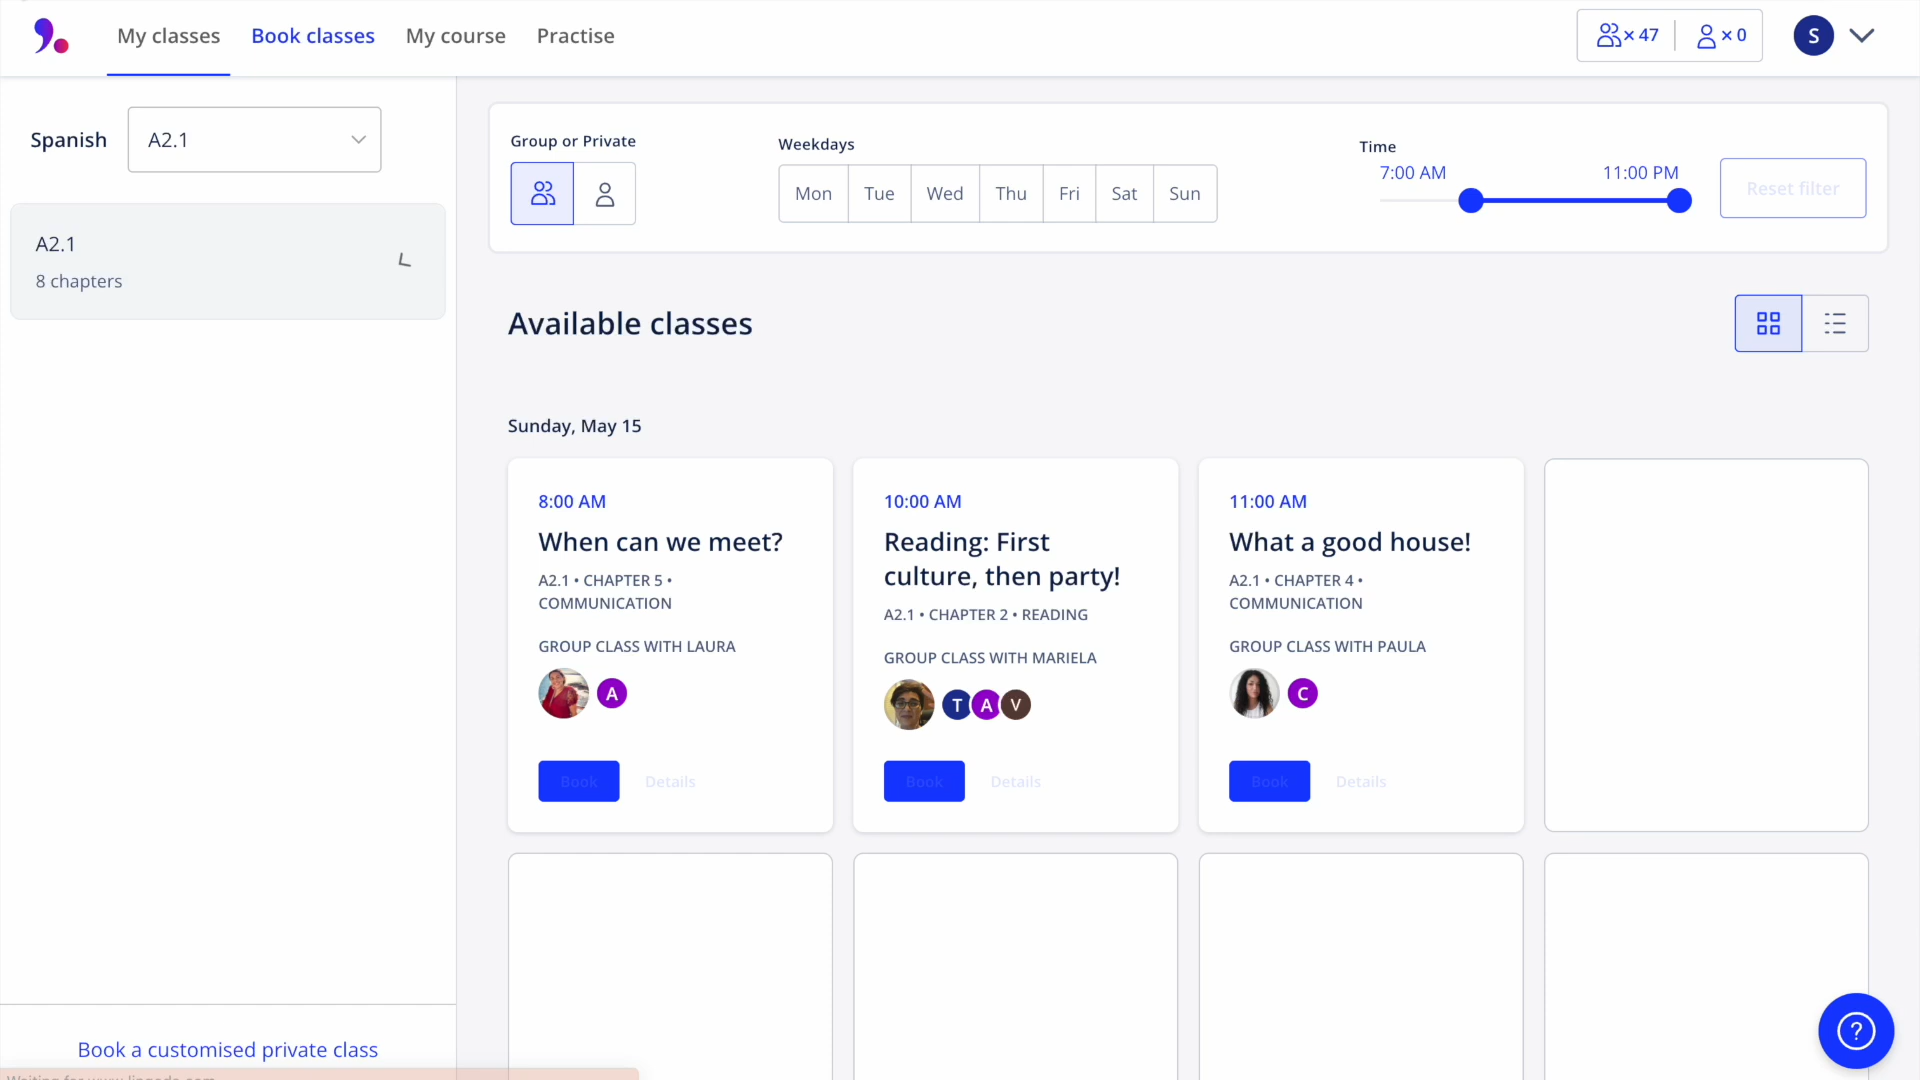 My classes
Book classes
My course
Practise
× 47
× 0
S
Spanish
A2.1
A2.1
8 chapters
Group or Private
Weekdays
Mon
Tue
Wed
Thu
Fri
Sat
Sun
Time
7:00 AM
11:00 PM
Reset filter
Available classes
Sunday, May 15
8:00 AM
When can we meet?
A2.1 • CHAPTER 5 •
COMMUNICATION
GROUP CLASS WITH LAURA
A
Book
Details
10:00 AM
Reading: First
culture, then party!
A2.1 • CHAPTER 2 • READING
GROUP CLASS WITH MARIELA
T
A
V
Book
Details
11:00 AM
What a good house!
A2.1 • CHAPTER 4 •
COMMUNICATION
GROUP CLASS WITH PAULA
C
Book
Details
Book a customised private class
?